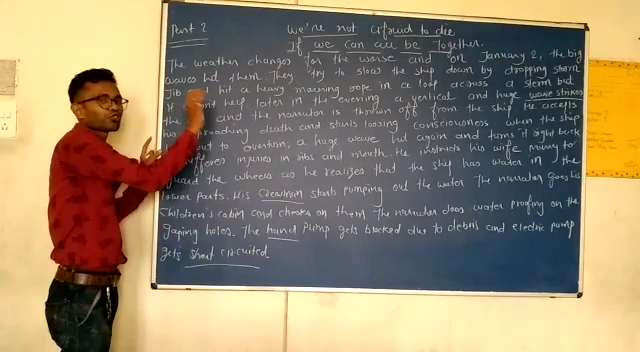 Part 2
We're not afraid to die
If we can all be Together.
The weather changes for the worse and on January 2, the big
waves hit them. They try to slow the ship down by dropping storm
Jib and hit a heavy mooring rope in a loop across a storm but
It dont help later in the evening a vertical and huge wave strikes
the and the narrator is thrown off from the ship He accepts
his approaching death and starts loosing consciousness when the ship
out to overturn, a huge wave hit again and turns it right back
suffers injuries in ribs and mouth. He instructs his wife to
guard the wheels as he realizes that the ship has water in the
lower parts. His crewman starts pumping out the water The narrator goes his
children's cabin and checks on them The narrator does water proofing on the
gaping holes. The hand pump gets blocked due to debris and electric pump
gets short circuited.